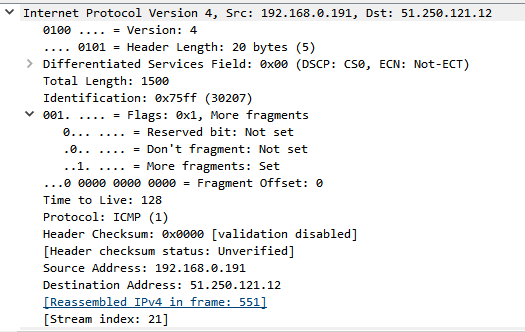 Internet Protocol Version 4, Src: 192.168.0.191, Dst: 51.250.121.12
0100 .... = Version: 4
.... 0101 = Header Length: 20 bytes (5)
Differentiated Services Field: 0x00 (DSCP: CS0, ECN: Not-ECT)
Total Length: 1500
Identification: 0x75ff (30207)
001. .... = Flags: 0x1, More fragments
0... .... = Reserved bit: Not set
.0.. .... = Don't fragment: Not set
..1. .... = More fragments: Set
...0 0000 0000 0000 = Fragment Offset: 0
Time to Live: 128
Protocol: ICMP (1)
Header Checksum: 0x0000 [validation disabled]
[Header checksum status: Unverified]
Source Address: 192.168.0.191
Destination Address: 51.250.121.12
[Reassembled IPv4 in frame: 551]
[Stream index: 21]